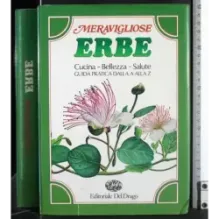 ERBE
MERAVIGLIOSE
ERBE
Cucina - Bellezza - Salute
GUIDA PRATICA DALLA A ALLA Z
Editoriale Del Drago